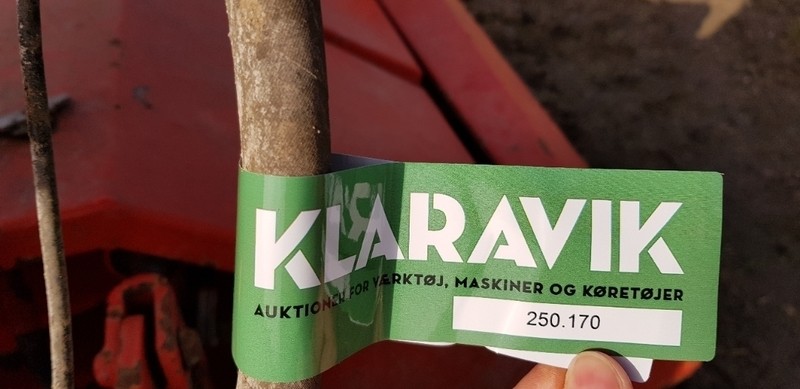 KLARAVIK
AUKTIONEN FOR VÆRKTØJ, MASKINER OG KØRETØJER
250.170